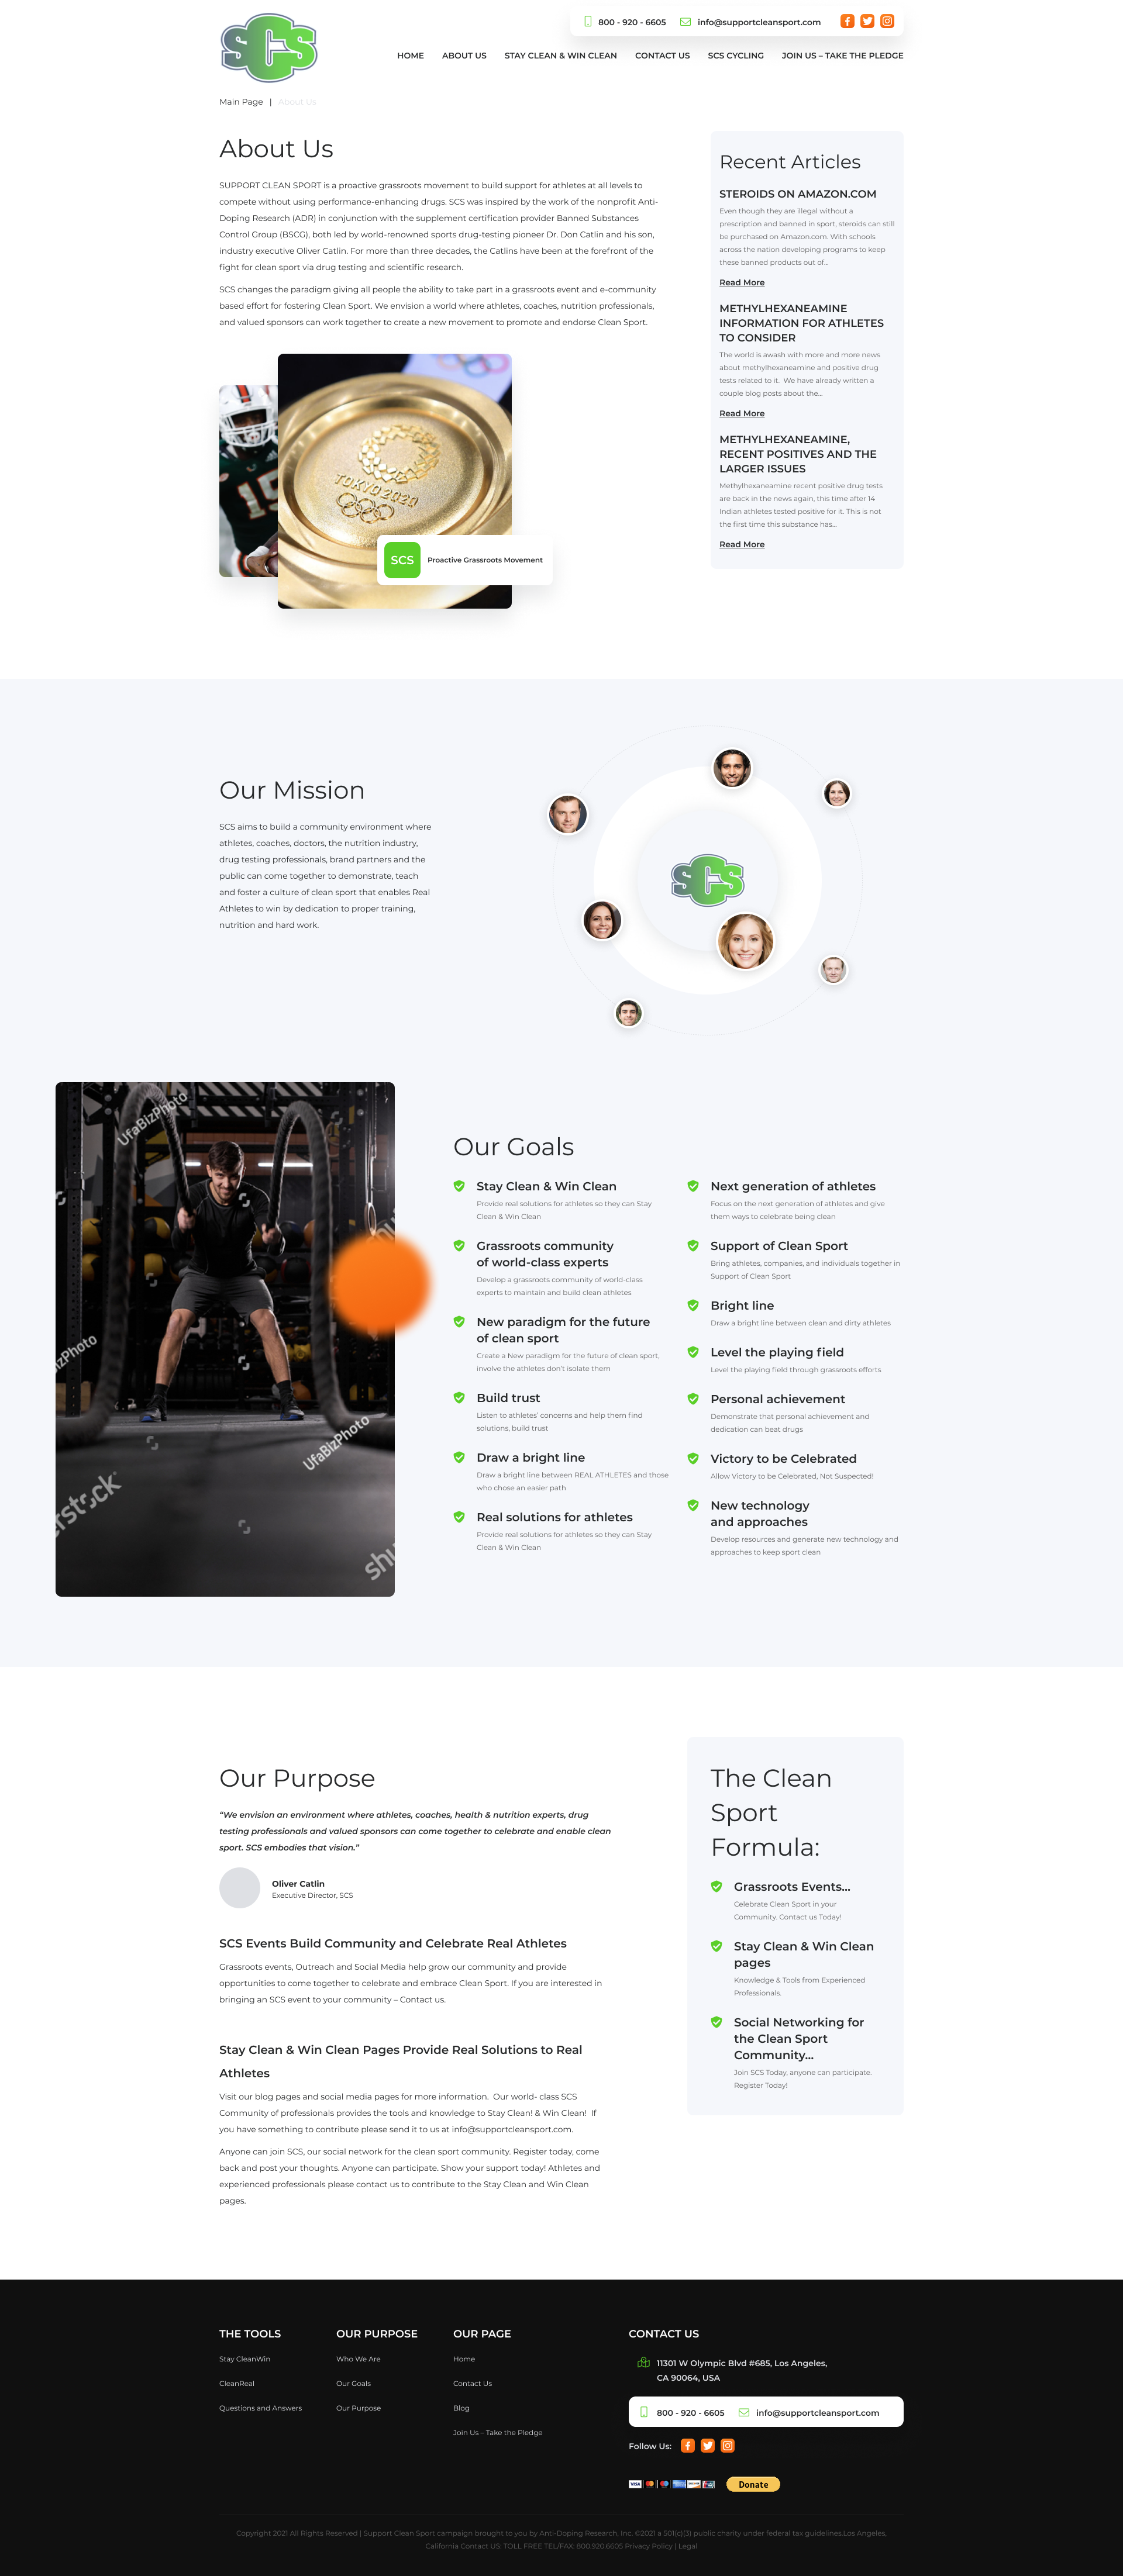 SCS
800 - 920 - 6605
info@supportcleansport.com
HOME
ABOUT US
STAY CLEAN & WIN CLEAN
CONTACT US
SCS CYCLING
JOIN US – TAKE THE PLEDGE
Main Page | About Us
About Us
SUPPORT CLEAN SPORT is a proactive grassroots movement to build support for athletes at all levels to
compete without using performance-enhancing drugs. SCS was inspired by the work of the nonprofit Anti-
Doping Research (ADR) in conjunction with the supplement certification provider Banned Substances
Control Group (BSCG), both led by world-renowned sports drug-testing pioneer Dr. Don Catlin and his son,
industry executive Oliver Catlin. For more than three decades, the Catlins have been at the forefront of the
fight for clean sport via drug testing and scientific research.
SCS changes the paradigm giving all people the ability to take part in a grassroots event and e-community
based effort for fostering Clean Sport. We envision a world where athletes, coaches, nutrition professionals,
and valued sponsors can work together to create a new movement to promote and endorse Clean Sport.
15
TOKYO 2020
SCS
Proactive Grassroots Movement
Recent Articles
STEROIDS ON AMAZON.COM
Even though they are illegal without a
prescription and banned in sport, steroids can still
be purchased on Amazon.com. With schools
across the nation developing programs to keep
these banned products out of...
Read More
METHYLHEXANEAMINE
INFORMATION FOR ATHLETES
TO CONSIDER
The world is awash with more and more news
about methylhexaneamine and positive drug
tests related to it.  We have already written a
couple blog posts about the...
Read More
METHYLHEXANEAMINE,
RECENT POSITIVES AND THE
LARGER ISSUES
Methylhexaneamine recent positive drug tests
are back in the news again, this time after 14
Indian athletes tested positive for it. This is not
the first time this substance has...
Read More
Our Mission
SCS aims to build a community environment where
athletes, coaches, doctors, the nutrition industry,
drug testing professionals, brand partners and the
public can come together to demonstrate, teach
and foster a culture of clean sport that enables Real
Athletes to win by dedication to proper training,
nutrition and hard work.
SCS
UfaBizPhoto
zPhoto
UfaBizPhoto
Our Goals
Stay Clean & Win Clean
Provide real solutions for athletes so they can Stay
Clean & Win Clean
Grassroots community
of world-class experts
Develop a grassroots community of world-class
experts to maintain and build clean athletes
New paradigm for the future
of clean sport
Create a New paradigm for the future of clean sport,
involve the athletes don't isolate them
Build trust
Listen to athletes' concerns and help them find
solutions, build trust
Draw a bright line
Draw a bright line between REAL ATHLETES and those
who chose an easier path
Real solutions for athletes
Provide real solutions for athletes so they can Stay
Clean & Win Clean
Next generation of athletes
Focus on the next generation of athletes and give
them ways to celebrate being clean
Support of Clean Sport
Bring athletes, companies, and individuals together in
Support of Clean Sport
Bright line
Draw a bright line between clean and dirty athletes
Level the playing field
Level the playing field through grassroots efforts
Personal achievement
Demonstrate that personal achievement and
dedication can beat drugs
Victory to be Celebrated
Allow Victory to be Celebrated, Not Suspected!
New technology
and approaches
Develop resources and generate new technology and
approaches to keep sport clean
Our Purpose
"We envision an environment where athletes, coaches, health & nutrition experts, drug
testing professionals and valued sponsors can come together to celebrate and enable clean
sport. SCS embodies that vision."
Oliver Catlin
Executive Director, SCS
SCS Events Build Community and Celebrate Real Athletes
Grassroots events, Outreach and Social Media help grow our community and provide
opportunities to come together to celebrate and embrace Clean Sport. If you are interested in
bringing an SCS event to your community – Contact us.
Stay Clean & Win Clean Pages Provide Real Solutions to Real
Athletes
Visit our blog pages and social media pages for more information.  Our world- class SCS
Community of professionals provides the tools and knowledge to Stay Clean! & Win Clean!  If
you have something to contribute please send it to us at info@supportcleansport.com.
Anyone can join SCS, our social network for the clean sport community. Register today, come
back and post your thoughts. Anyone can participate. Show your support today! Athletes and
experienced professionals please contact us to contribute to the Stay Clean and Win Clean
pages.
The Clean
Sport
Formula:
Grassroots Events...
Celebrate Clean Sport in your
Community. Contact us Today!
Stay Clean & Win Clean
pages
Knowledge & Tools from Experienced
Professionals.
Social Networking for
the Clean Sport
Community...
Join SCS Today, anyone can participate.
Register Today!
THE TOOLS
Stay CleanWin
CleanReal
Questions and Answers
OUR PURPOSE
Who We Are
Our Goals
Our Purpose
OUR PAGE
Home
Contact Us
Blog
Join Us – Take the Pledge
CONTACT US
11301 W Olympic Blvd #685, Los Angeles,
CA 90064, USA
800 - 920 - 6605
info@supportcleansport.com
Follow Us:
VISA
Donate
Copyright 2021 All Rights Reserved | Support Clean Sport campaign brought to you by Anti-Doping Research, Inc. ©2021 a 501(c)(3) public charity under federal tax guidelines.Los Angeles,
California Contact US: TOLL FREE TEL/FAX: 800.920.6605 Privacy Policy | Legal